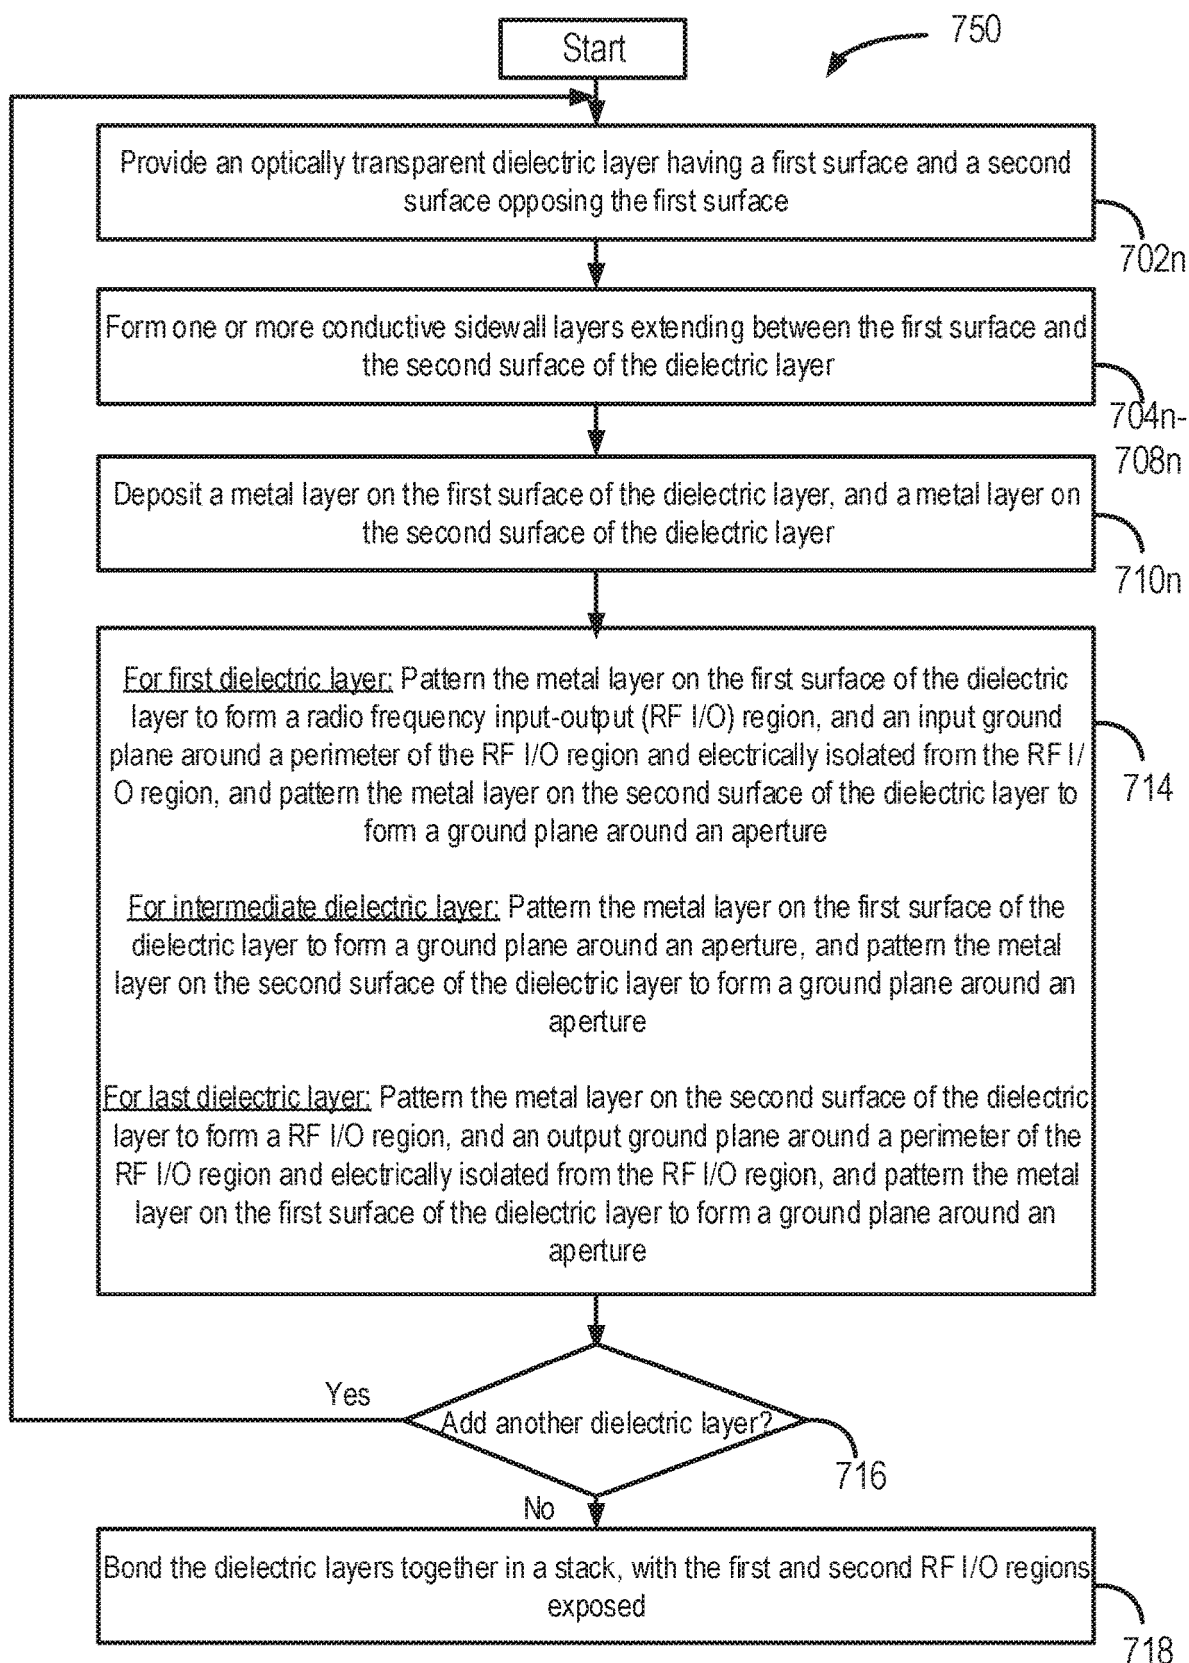 Start
750
Provide an optically transparent dielectric layer having a first surface and a second
surface opposing the first surface
702n
Form one or more conductive sidewall layers extending between the first surface and
the second surface of the dielectric layer
704n-
708n
Deposit a metal layer on the first surface of the dielectric layer, and a metal layer on
the second surface of the dielectric layer
710n
For first dielectric layer: Pattern the metal layer on the first surface of the dielectric
layer to form a radio frequency input-output (RF I/O) region, and an input ground
plane around a perimeter of the RF I/O region and electrically isolated from the RF I/
O region, and pattern the metal layer on the second surface of the dielectric layer to
form a ground plane around an aperture
714
For intermediate dielectric layer: Pattern the metal layer on the first surface of the
dielectric layer to form a ground plane around an aperture, and pattern the metal
layer on the second surface of the dielectric layer to form a ground plane around an
aperture
For last dielectric layer: Pattern the metal layer on the second surface of the dielectric
layer to form a RF I/O region, and an output ground plane around a perimeter of the
RF I/O region and electrically isolated from the RF I/O region, and pattern the metal
layer on the first surface of the dielectric layer to form a ground plane around an
aperture
Yes
Add another dielectric layer?
716
No
Bond the dielectric layers together in a stack, with the first and second RF I/O regions
exposed
718